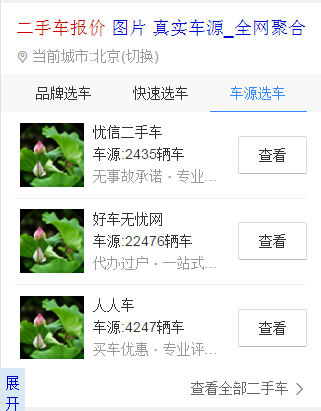 二手车报价 图片 真实车源_全网聚合
当前城市:北京(切换)
品牌选车 快速选车 车源选车
忧信二手车
车源:2435辆车
无事故承诺·专业...
查看
好车无忧网
车源:22476辆车
代办过户·一站式...
查看
人人车
车源:4247辆车
买车优惠·专业评...
查看
展开
查看全部二手车 >